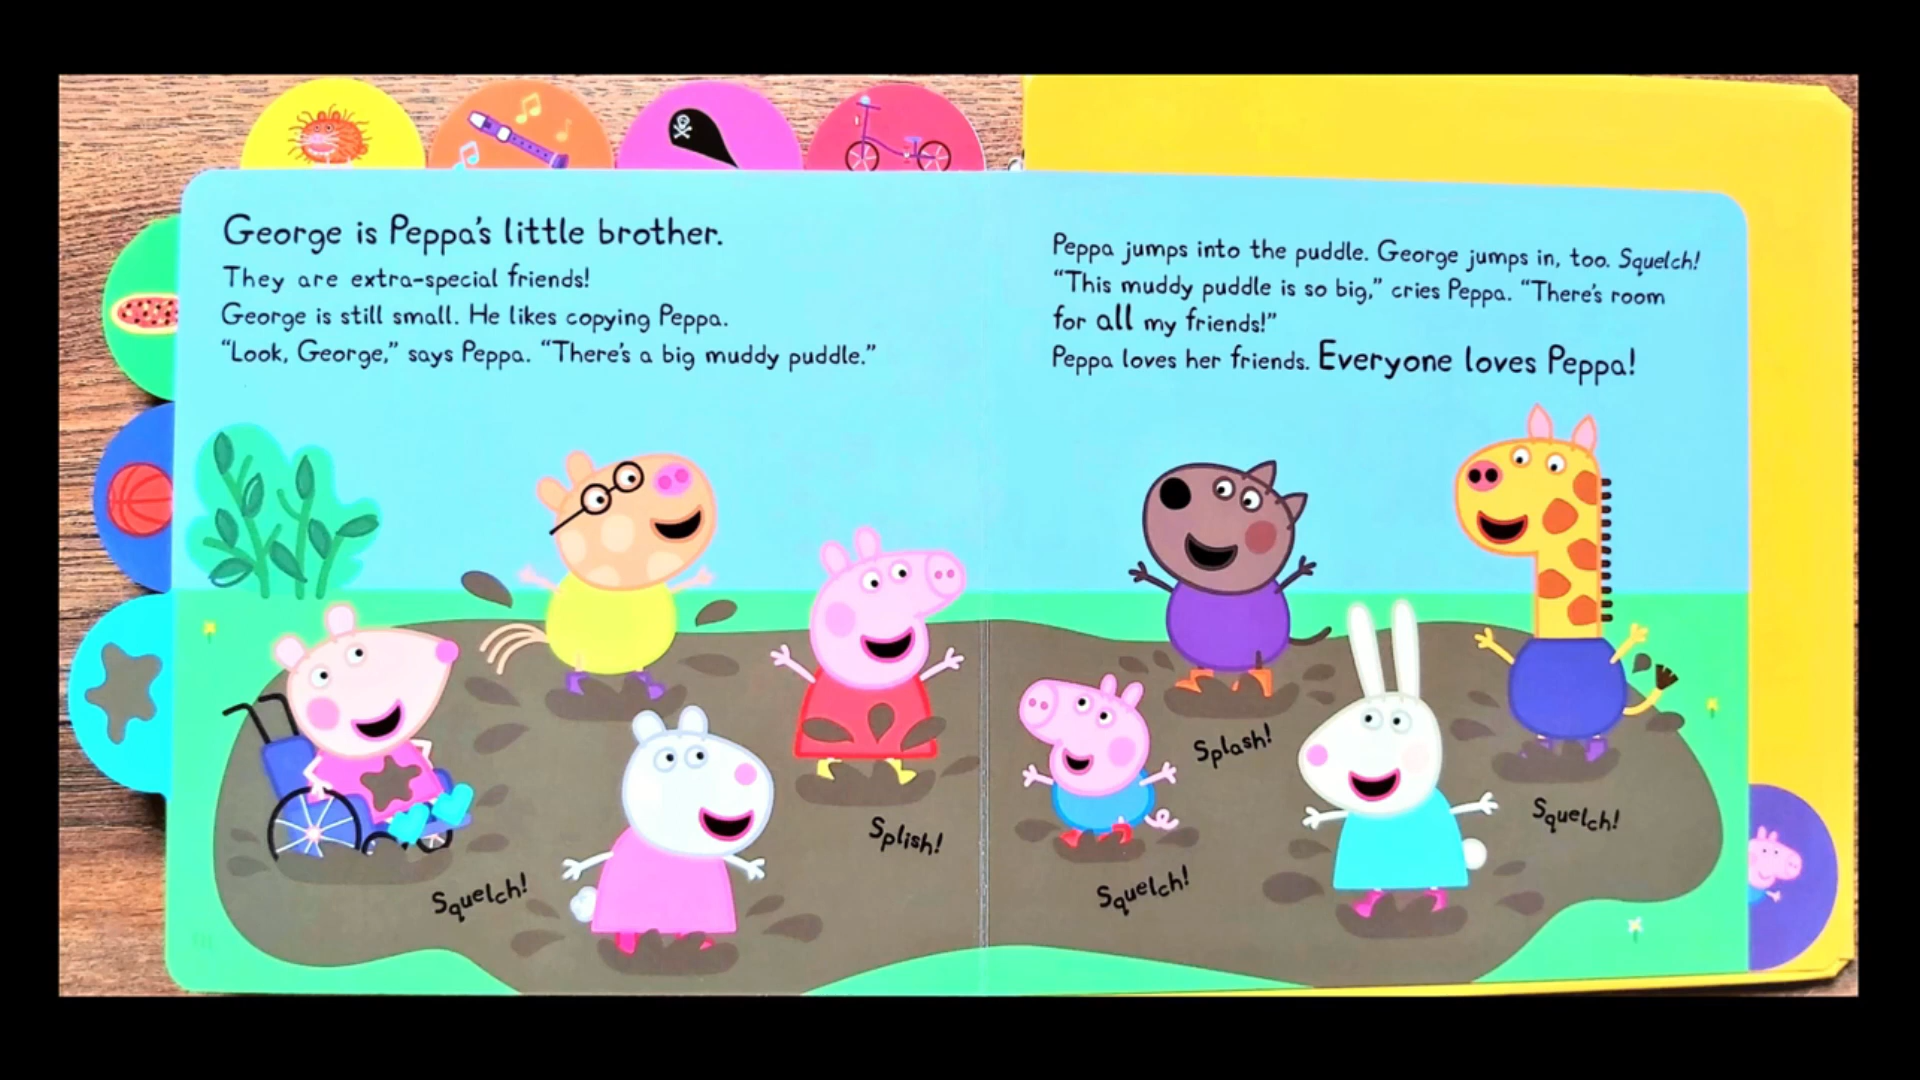 George is Peppa's little brother.
They are extra-special friends!
George is still small. He likes copying Peppa.
“Look, George,” says Peppa. “There's a big muddy puddle.”
Peppa jumps into the puddle. George jumps in, too. Squelch!
“This muddy puddle is so big,” cries Peppa. “There's room
for all my friends!”
Peppa loves her friends. Everyone loves Peppa!
Squelch!
Splish!
Splash!
Squelch!
Squelch!